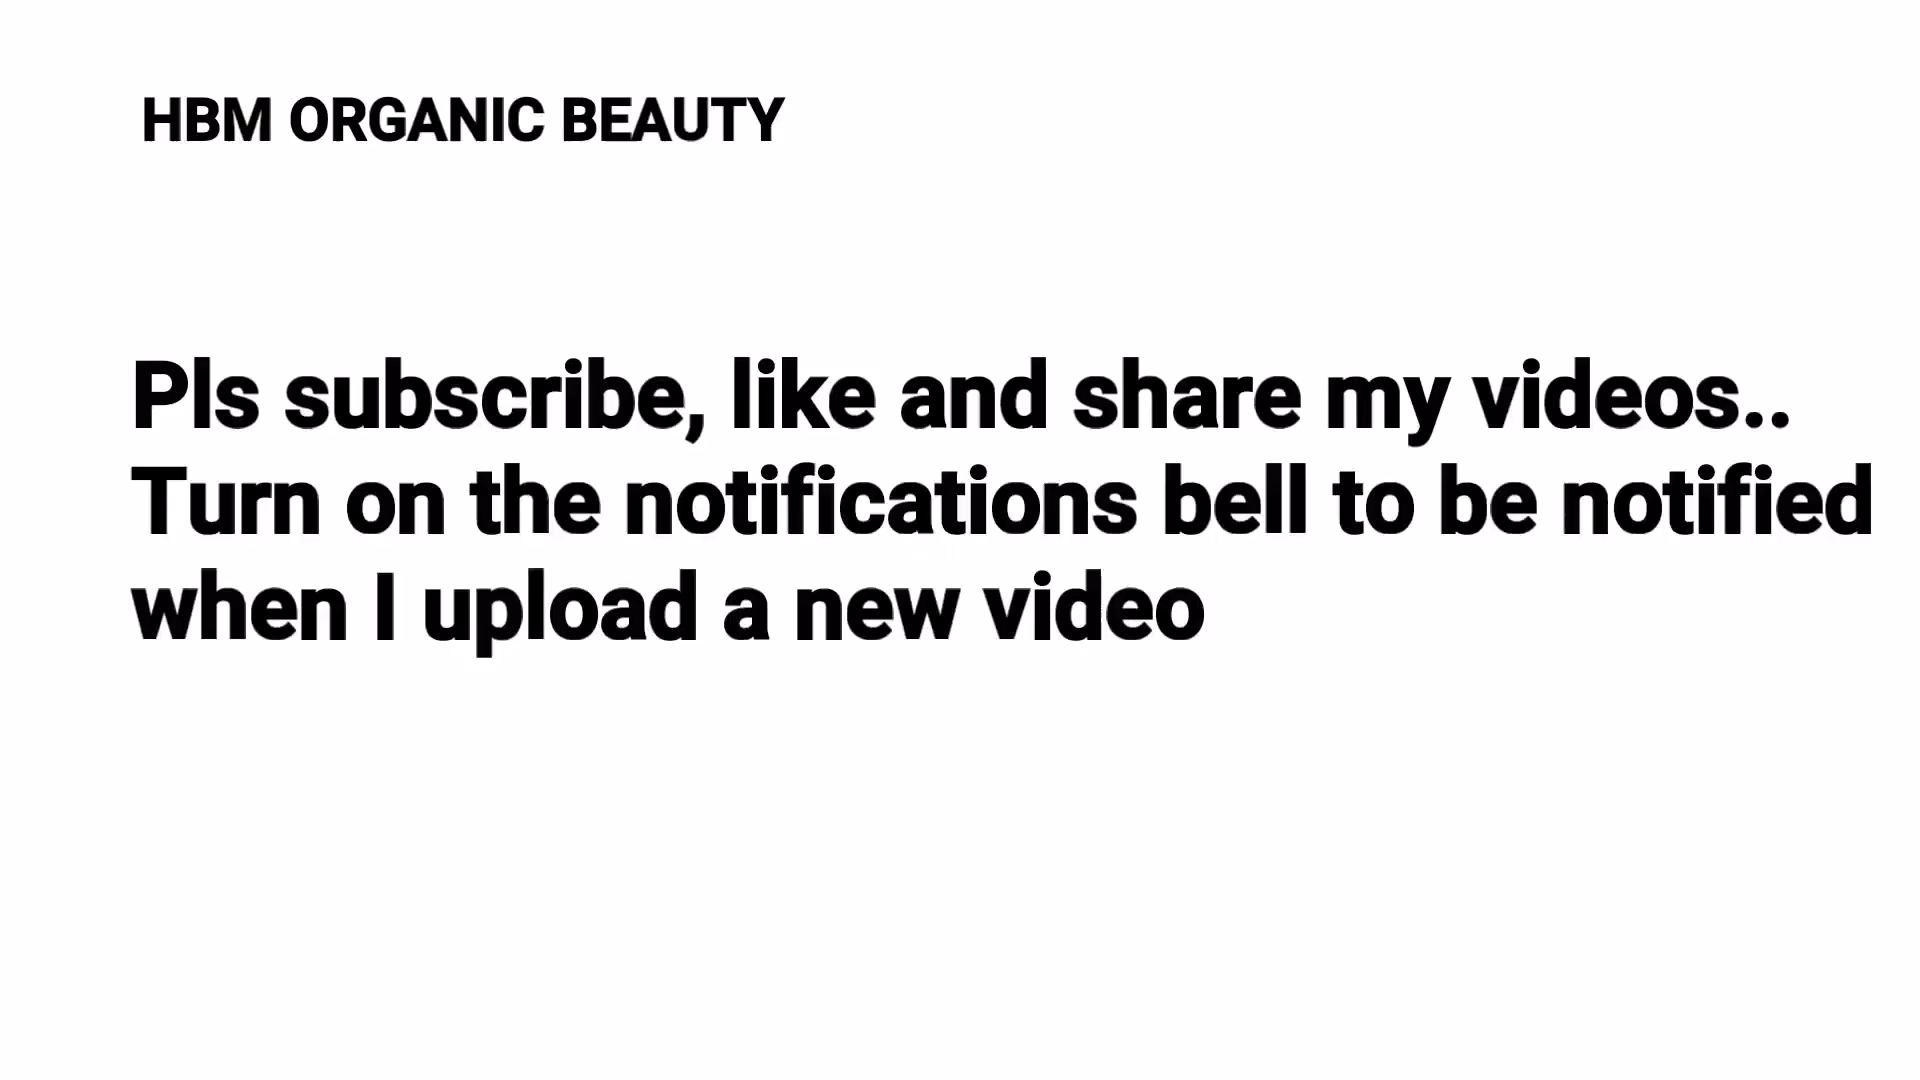 HBM ORGANIC BEAUTY
Pls subscribe, like and share my videos..
Turn on the notifications bell to be notified
when I upload a new video